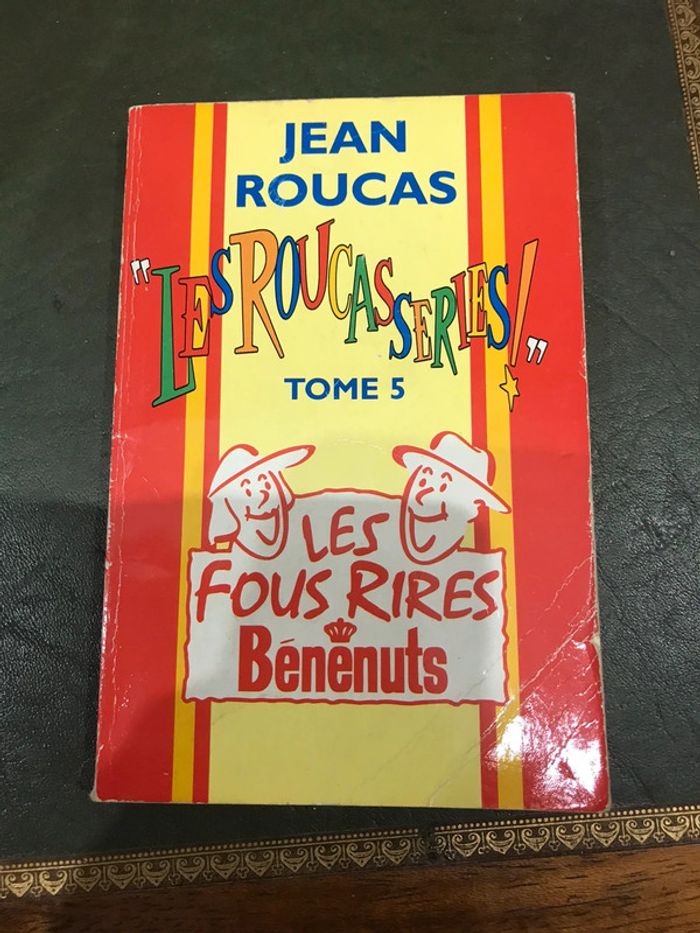 JEAN
ROUCAS
"LES ROUCASSERIES!"
TOME 5
LES
FOUS RIRES
Bénénuts